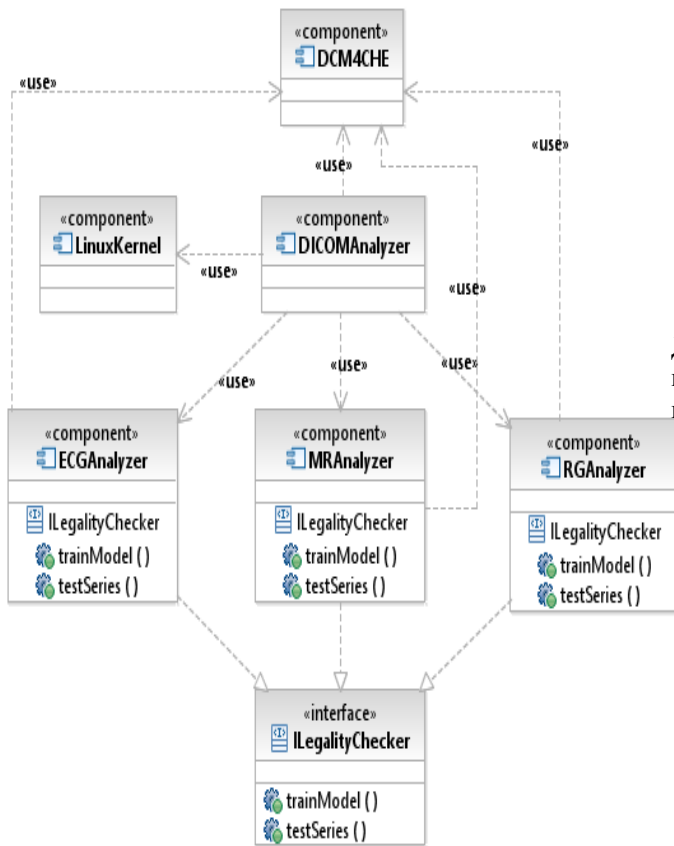 «component»
DCM4CHE
«use»
«use»
«use»
«component»
LinuxKernel
«component»
DICOMAnalyzer
«use»
«use»
«use»
«use»
«use»
«component»
ECGAnalyzer
ILegalityChecker
trainModel ( )
testSeries ( )
«component»
MRAnalyzer
ILegalityChecker
trainModel ( )
testSeries ( )
«component»
RGAnalyzer
ILegalityChecker
trainModel ( )
testSeries ( )
«interface»
ILegalityChecker
trainModel ( )
testSeries ( )